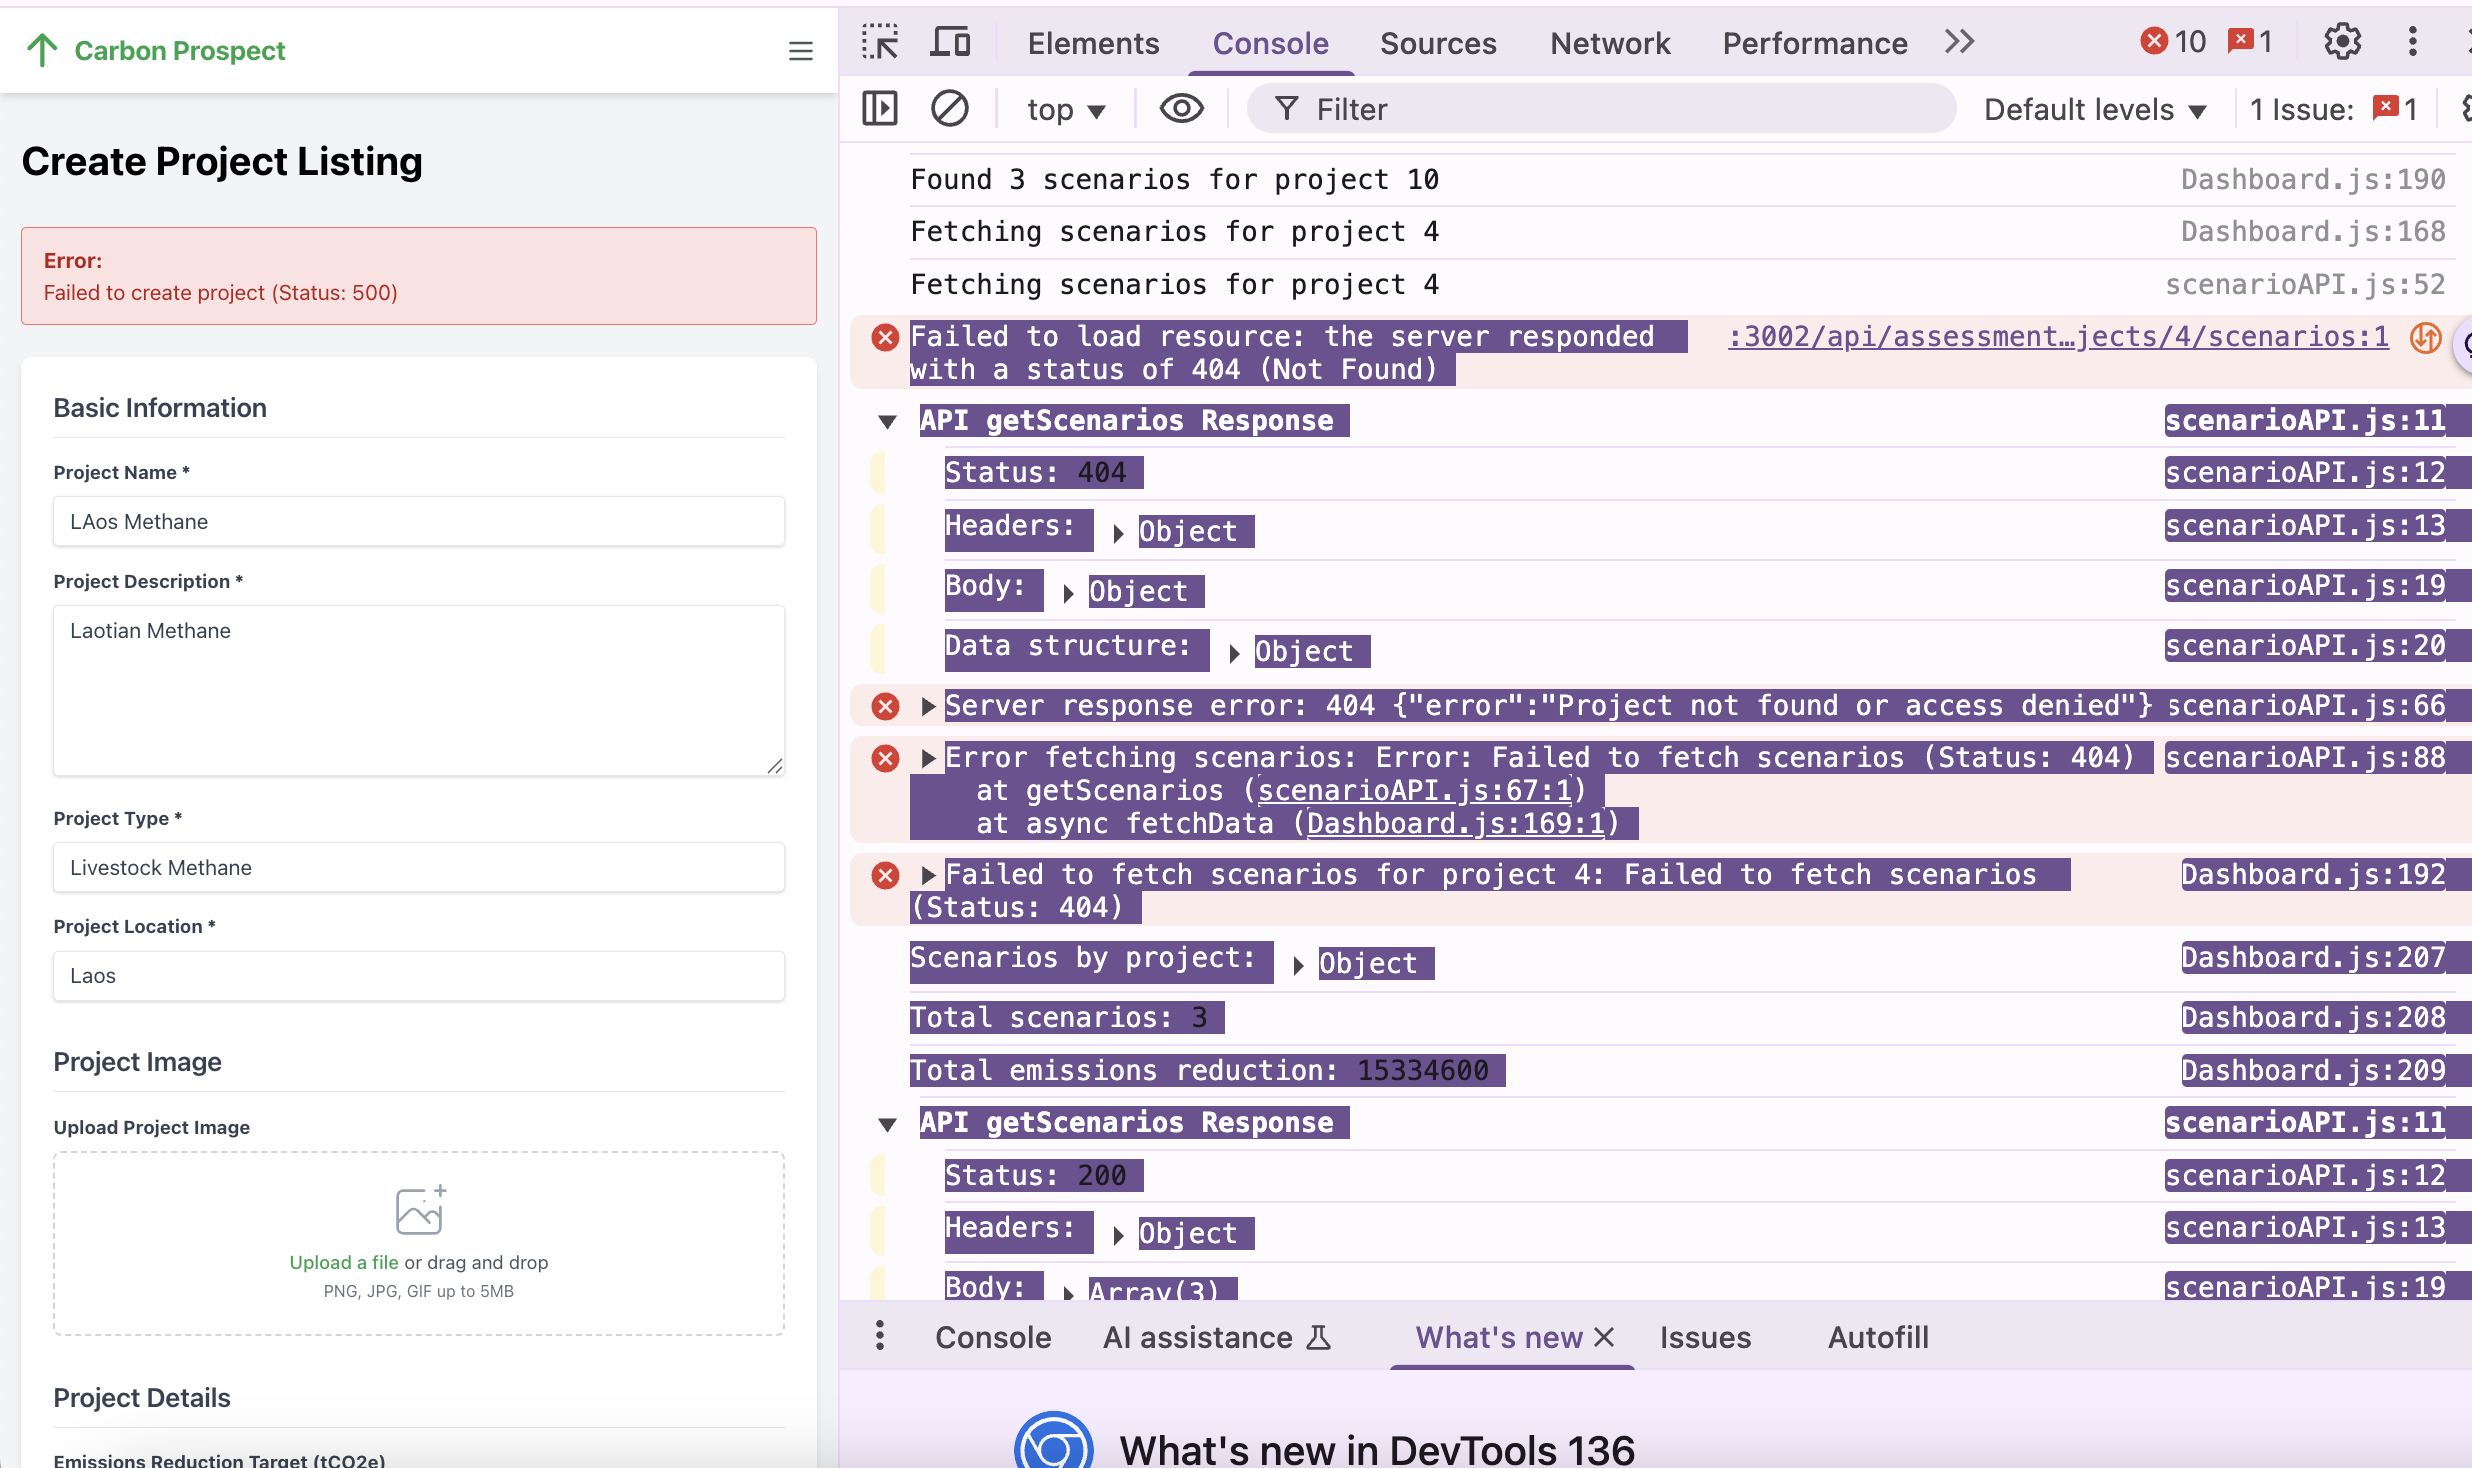 Carbon Prospect
Create Project Listing
Error:
Failed to create project (Status: 500)
Basic Information
Project Name *
LAos Methane
Project Description *
Laotian Methane
Project Type *
Livestock Methane
Project Location *
Laos
Project Image
Upload Project Image
Upload a file or drag and drop
PNG, JPG, GIF up to 5MB
Project Details
Emissions Reduction Target (tCO2e)
Elements Console Sources Network Performance 10 1
top Filter Default levels 1 Issue: 1
Found 3 scenarios for project 10 Dashboard.js:190
Fetching scenarios for project 4 Dashboard.js:168
Fetching scenarios for project 4 scenarioAPI.js:52
Failed to load resource: the server responded :3002/api/assessment…jects/4/scenarios:1
with a status of 404 (Not Found)
API getScenarios Response scenarioAPI.js:11
Status: 404 scenarioAPI.js:12
Headers: Object scenarioAPI.js:13
Body: Object scenarioAPI.js:19
Data structure: Object scenarioAPI.js:20
Server response error: 404 {"error":"Project not found or access denied"} scenarioAPI.js:66
Error fetching scenarios: Error: Failed to fetch scenarios (Status: 404) scenarioAPI.js:88
at getScenarios (scenarioAPI.js:67:1)
at async fetchData (Dashboard.js:169:1)
Failed to fetch scenarios for project 4: Failed to fetch scenarios Dashboard.js:192
(Status: 404)
Scenarios by project: Object Dashboard.js:207
Total scenarios: 3 Dashboard.js:208
Total emissions reduction: 15334600 Dashboard.js:209
API getScenarios Response scenarioAPI.js:11
Status: 200 scenarioAPI.js:12
Headers: Object scenarioAPI.js:13
Body: Array(3) scenarioAPI.js:19
Console AI assistance What's new Issues Autofill
What's new in DevTools 136